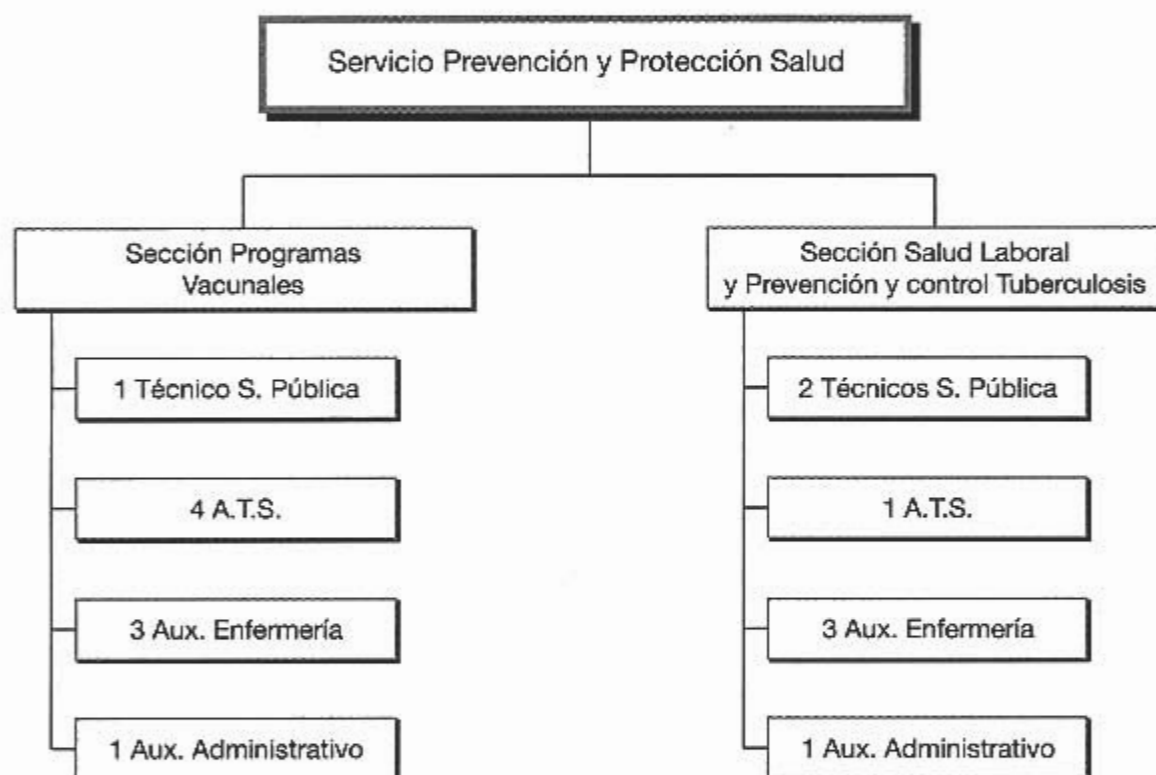 Servicio Prevención y Protección Salud
Sección Programas
Vacunales
1 Técnico S. Pública
4 A.T.S.
3 Aux. Enfermería
1 Aux. Administrativo
Sección Salud Laboral
y Prevención y control Tuberculosis
2 Técnicos S. Pública
1 A.T.S.
3 Aux. Enfermería
1 Aux. Administrativo